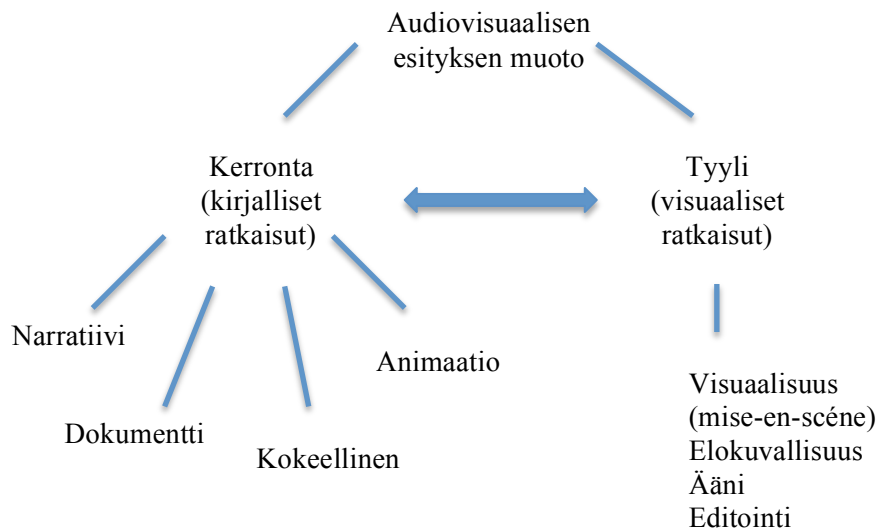 Audiovisuaalisen
esityksen muoto
Kerronta
(kirjalliset
ratkaisut)
Tyyli
(visuaaliset
ratkaisut)
Narratiivi
Dokumentti
Kokeellinen
Animaatio
Visuaalisuus
(mise-en-scéne)
Elokuvallisuus
Ääni
Editointi